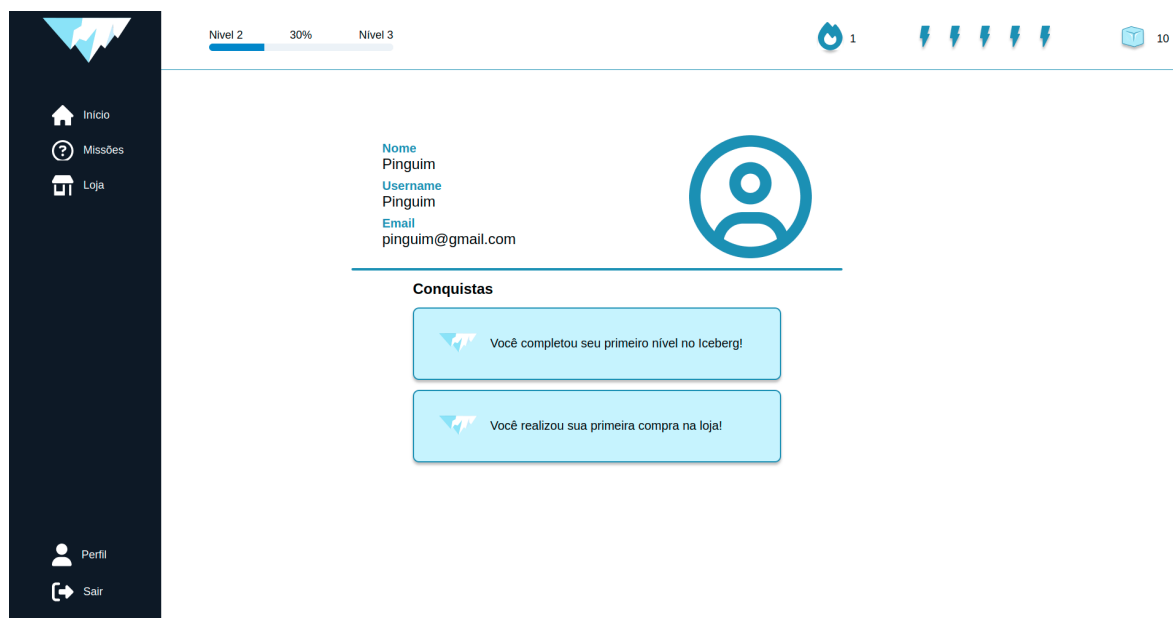 Nivel 2 30% Nivel 3
1
10
Início
Missões
Loja
Nome
Pinguim
Username
Pinguim
Email
pinguim@gmail.com
Conquistas
Você completou seu primeiro nível no Iceberg!
Você realizou sua primeira compra na loja!
Perfil
Sair